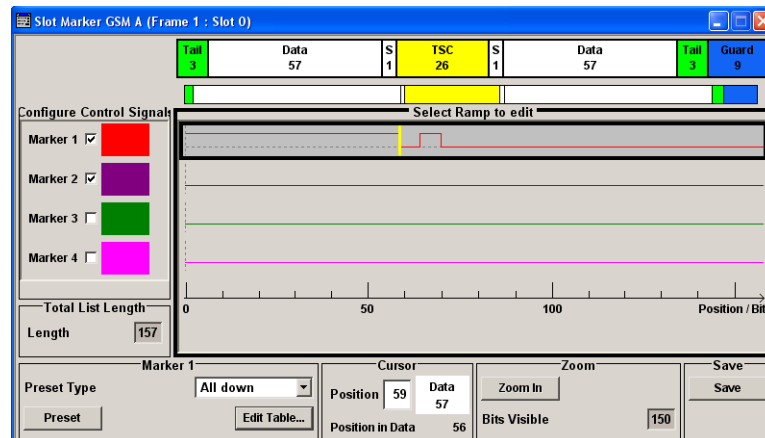 Slot Marker GSM A (Frame 1 : Slot 0)
Tail Data S TSC S Data Tail Guard
3 57 1 26 1 57 3 9
Configure Control Signals
Select Ramp to edit
Marker 1
Marker 2
Marker 3
Marker 4
0 50 100 Position / Bit
Total List Length
Length 157
Marker 1
Preset Type All down
Preset Edit Table...
Cursor
Position 59 Data
57
Position in Data 56
Zoom
Zoom In
Bits Visible 150
Save
Save